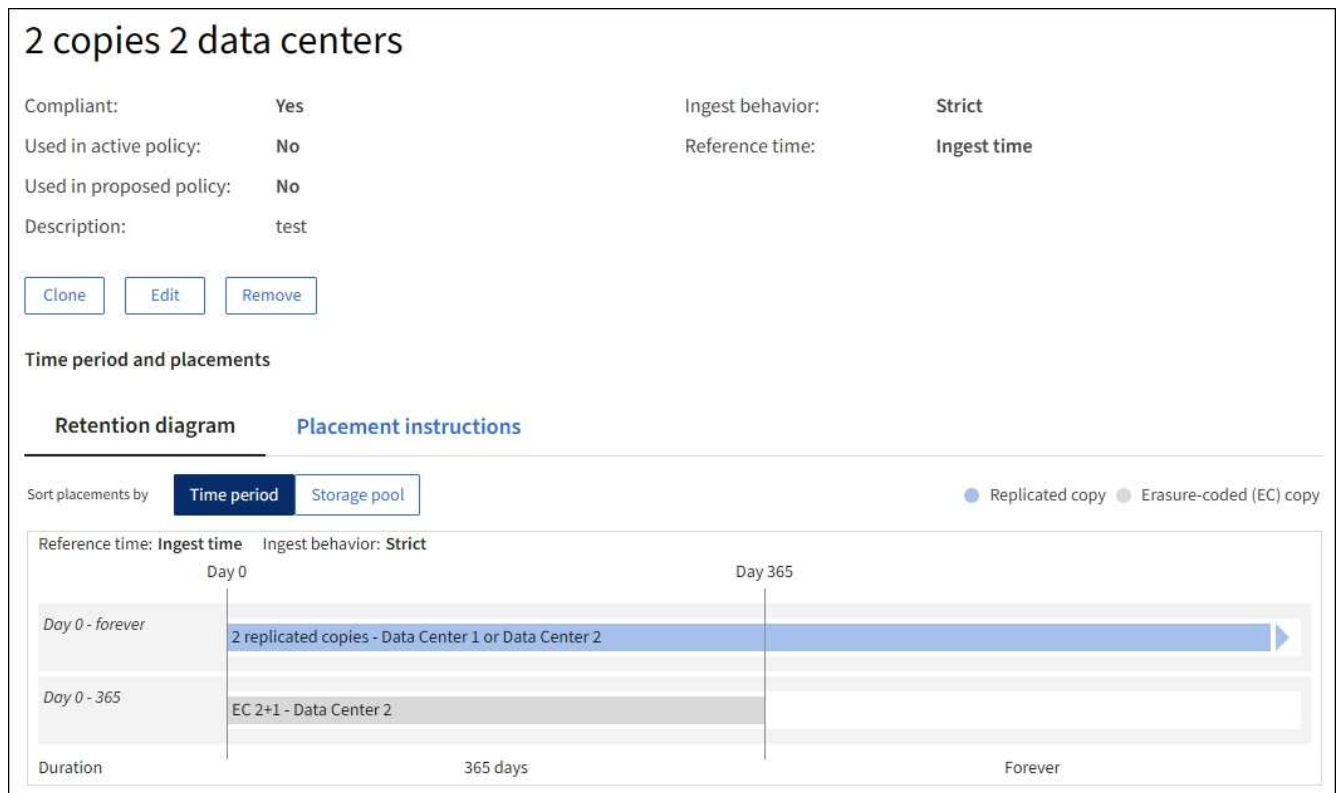 2 copies 2 data centers
Compliant: Yes Ingest behavior: Strict
Used in active policy: No Reference time: Ingest time
Used in proposed policy: No
Description: test
Clone Edit Remove
Time period and placements
Retention diagram Placement instructions
Sort placements by Time period Storage pool Replicated copy Erasure-coded (EC) copy
Reference time: Ingest time Ingest behavior: Strict
Day 0 Day 365
Day 0 - forever
2 replicated copies - Data Center 1 or Data Center 2
Day 0 - 365
EC 2+1 - Data Center 2
Duration 365 days Forever